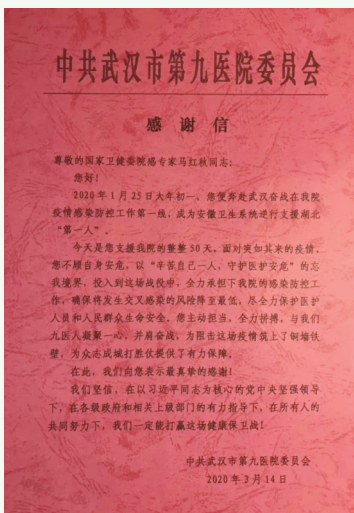 中共武汉市第九医院委员会
感谢信
尊敬的国家卫健委院感专家马红秋同志：
您好！
2020年1月25日大年初一，您便奔赴武汉奋战在我院
疫情感染防控工作第一线，成为安徽卫生系统逆行支援湖北
“第一人”。
今天是您支援我院的整整50天，面对突如其来的疫情，
您不顾自身安危，以“辛苦自己一人，守护医护安危”的忘
我境界，投入到这场战役中，全力承担下我院的感染防控工
作，确保将发生交叉感染的风险降至最低，尽全力保护医护
人员和人民群众生命安全。您主动担当，全力拼搏，与我们
九医人凝聚一心，并肩奋战，为阻击这场疫情筑上了铜墙铁
壁，为众志成城打胜仗提供了有力保障。
在此，我们向您表示最真挚的感谢！
我们坚信，在以习近平同志为核心的党中央坚强领导
下，在各级政府和相关上级部门的有力指导下，在所有人的
共同努力下，我们一定能打赢这场健康保卫战！
中共武汉市第九医院委员会
2020年3月14日